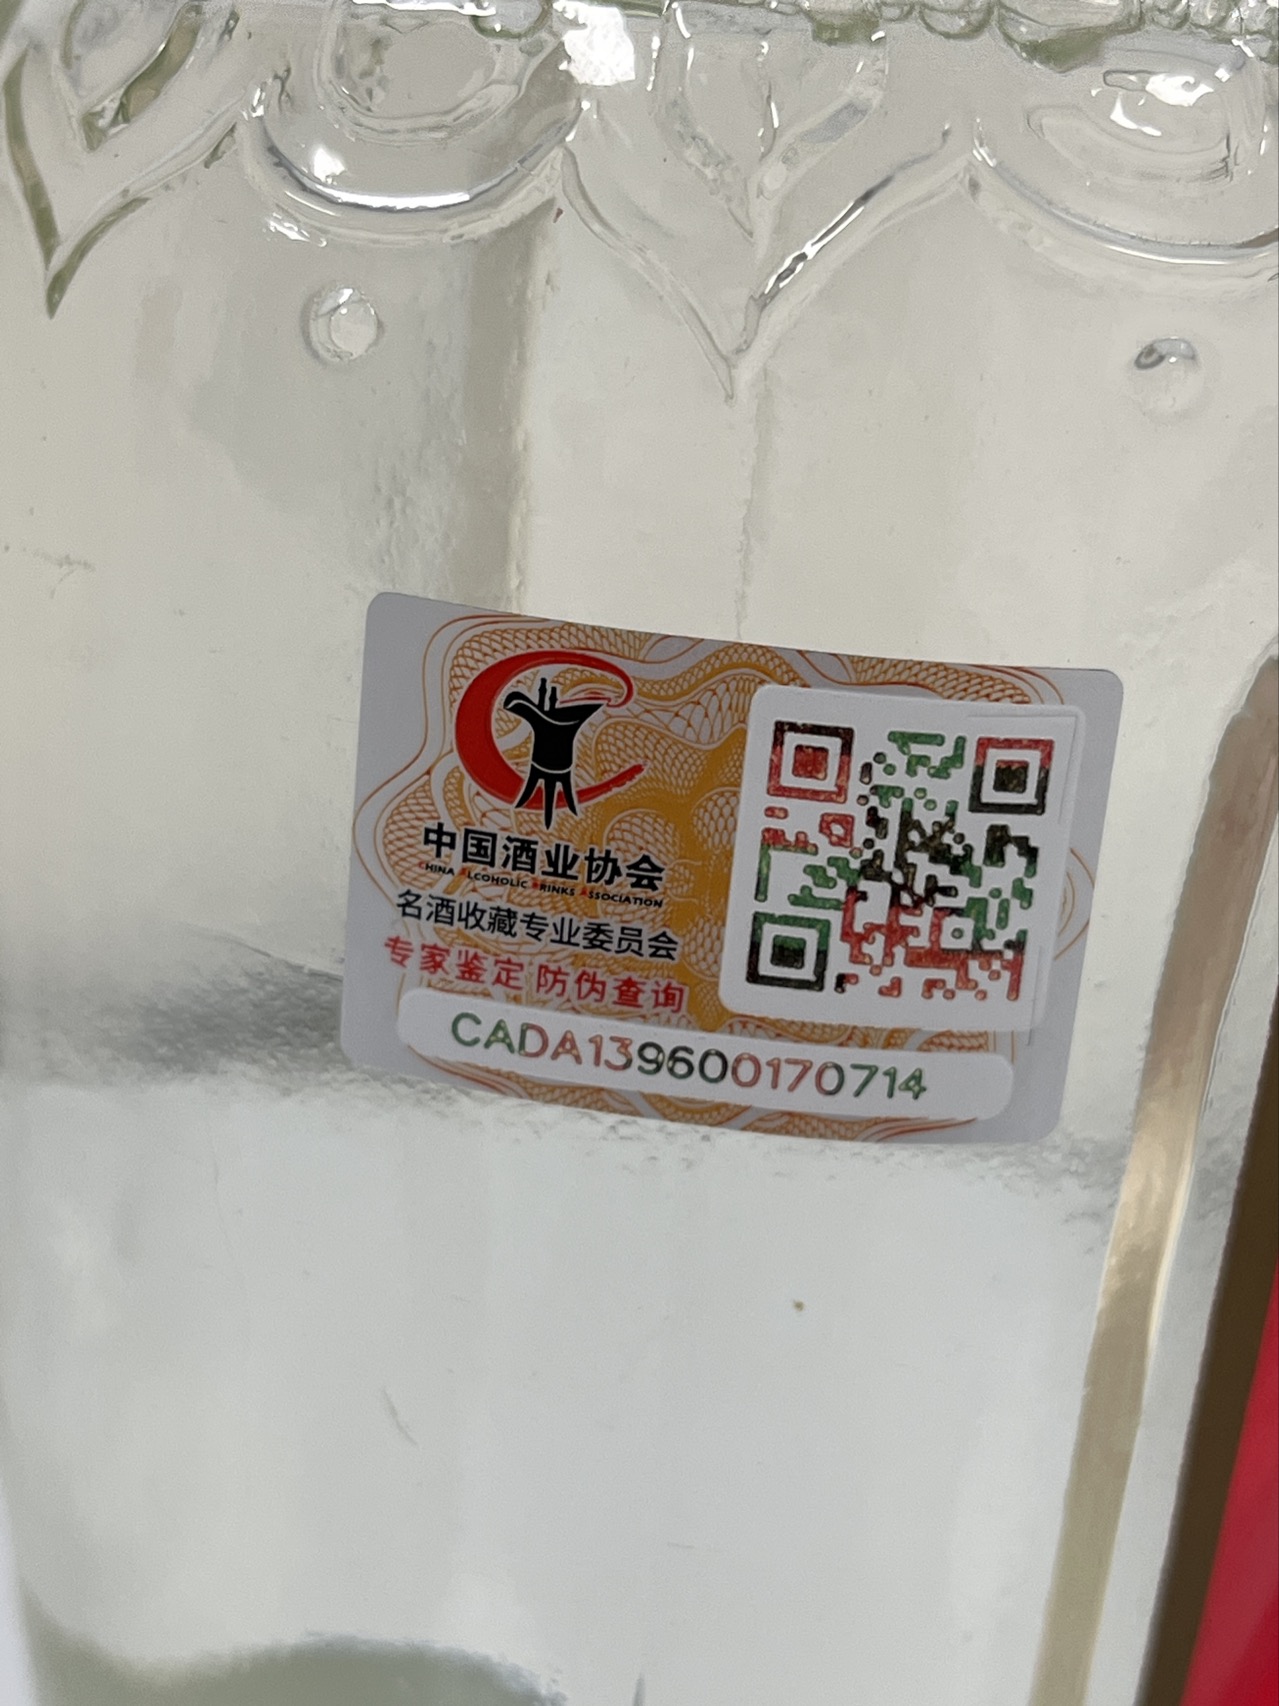 中国酒业协会
CHINA ALCOHOLIC DRINKS ASSOCIATION
名酒收藏专业委员会
专家鉴定 防伪查询
CADA139600170714